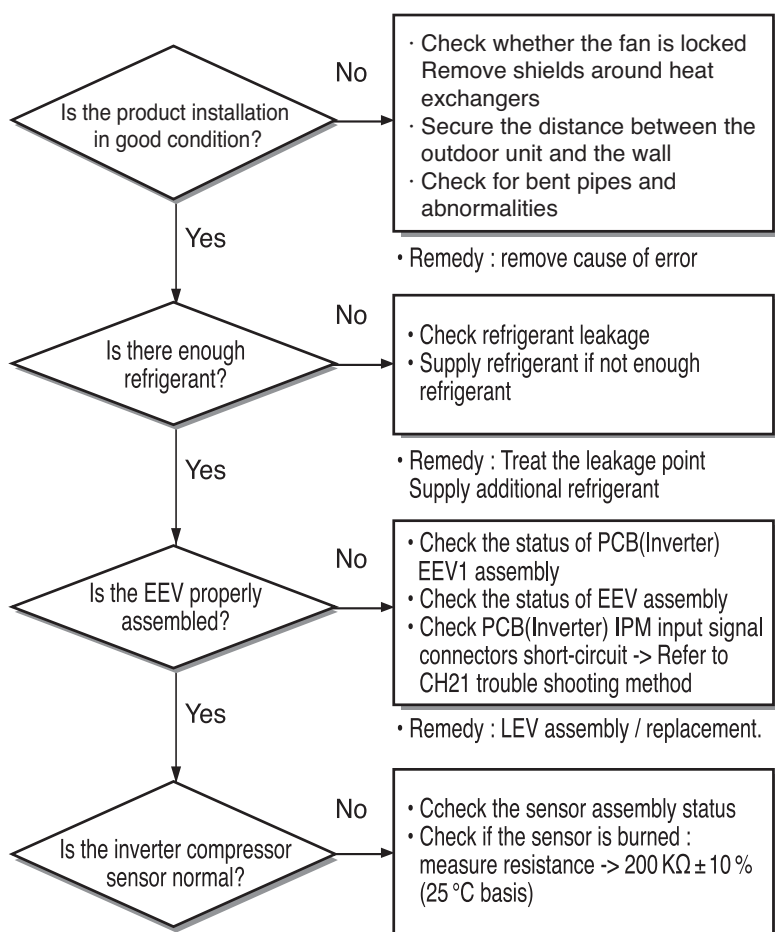 Is the product installation
in good condition?
No
· Check whether the fan is locked
Remove shields around heat
exchangers
· Secure the distance between the
outdoor unit and the wall
· Check for bent pipes and
abnormalities
• Remedy : remove cause of error
Yes
Is there enough
refrigerant?
No
• Check refrigerant leakage
• Supply refrigerant if not enough
refrigerant
• Remedy : Treat the leakage point
Supply additional refrigerant
Yes
Is the EEV properly
assembled?
No
• Check the status of PCB(Inverter)
EEV1 assembly
• Check the status of EEV assembly
• Check PCB(Inverter) IPM input signal
connectors short-circuit -> Refer to
CH21 trouble shooting method
• Remedy : LEV assembly / replacement.
Yes
Is the inverter compressor
sensor normal?
No
• Ccheck the sensor assembly status
• Check if the sensor is burned :
measure resistance -> 200 KΩ ± 10 %
(25 °C basis)